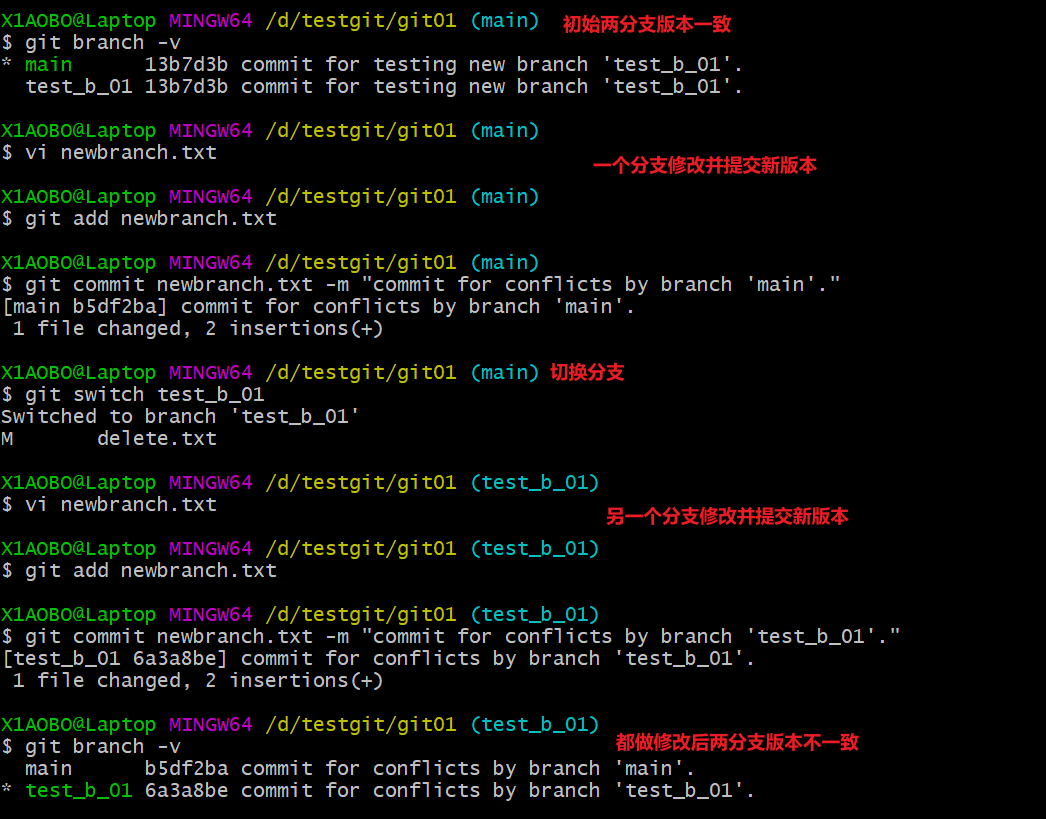 X1AOBO@Laptop MINGW64 /d/testgit/git01 (main) 初始两分支版本一致
$ git branch -v
* main      13b7d3b commit for testing new branch 'test_b_01'.
  test_b_01 13b7d3b commit for testing new branch 'test_b_01'.
X1AOBO@Laptop MINGW64 /d/testgit/git01 (main)
$ vi newbranch.txt
一个分支修改并提交新版本
X1AOBO@Laptop MINGW64 /d/testgit/git01 (main)
$ git add newbranch.txt
X1AOBO@Laptop MINGW64 /d/testgit/git01 (main)
$ git commit newbranch.txt -m "commit for conflicts by branch 'main'."
[main b5df2ba] commit for conflicts by branch 'main'.
 1 file changed, 2 insertions(+)
X1AOBO@Laptop MINGW64 /d/testgit/git01 (main) 切换分支
$ git switch test_b_01
Switched to branch 'test_b_01'
M       delete.txt
X1AOBO@Laptop MINGW64 /d/testgit/git01 (test_b_01)
$ vi newbranch.txt
另一个分支修改并提交新版本
X1AOBO@Laptop MINGW64 /d/testgit/git01 (test_b_01)
$ git add newbranch.txt
X1AOBO@Laptop MINGW64 /d/testgit/git01 (test_b_01)
$ git commit newbranch.txt -m "commit for conflicts by branch 'test_b_01'."
[test_b_01 6a3a8be] commit for conflicts by branch 'test_b_01'.
 1 file changed, 2 insertions(+)
X1AOBO@Laptop MINGW64 /d/testgit/git01 (test_b_01)
$ git branch -v
都做修改后两分支版本不一致
  main      b5df2ba commit for conflicts by branch 'main'.
* test_b_01 6a3a8be commit for conflicts by branch 'test_b_01'.